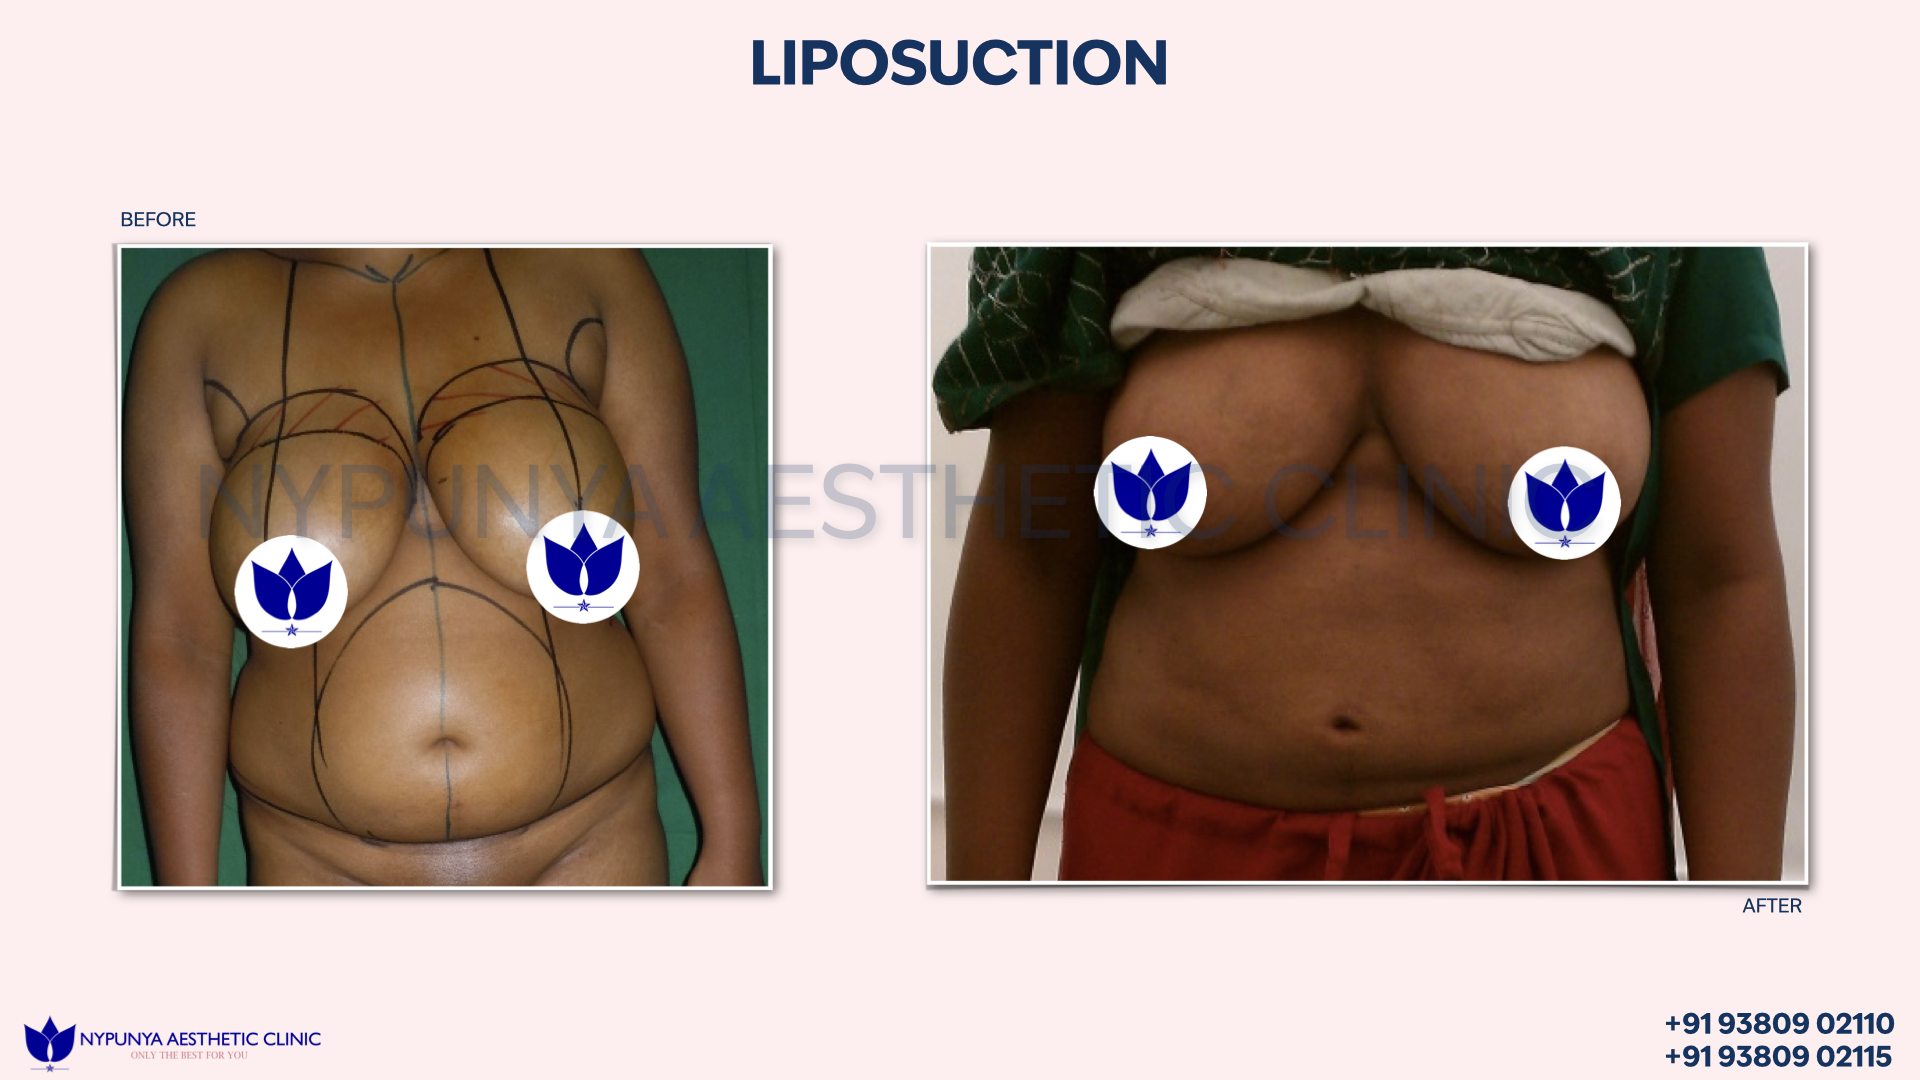 LIPOSUCTION
BEFORE
NYPUNYA AESTHETIC CLINIC
AFTER
NYPUNYA AESTHETIC CLINIC
ONLY THE BEST FOR YOU
+91 93809 02110
+91 93809 02115